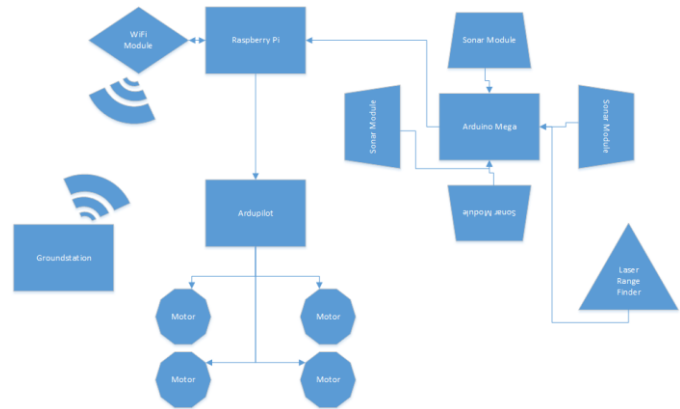 WiFi
Module
Raspberry Pi
Sonar Module
Sonar Module
Arduino Mega
Sonar Module
Sonar Module
Ardupilot
Groundstation
Laser
Range
Finder
Motor
Motor
Motor
Motor